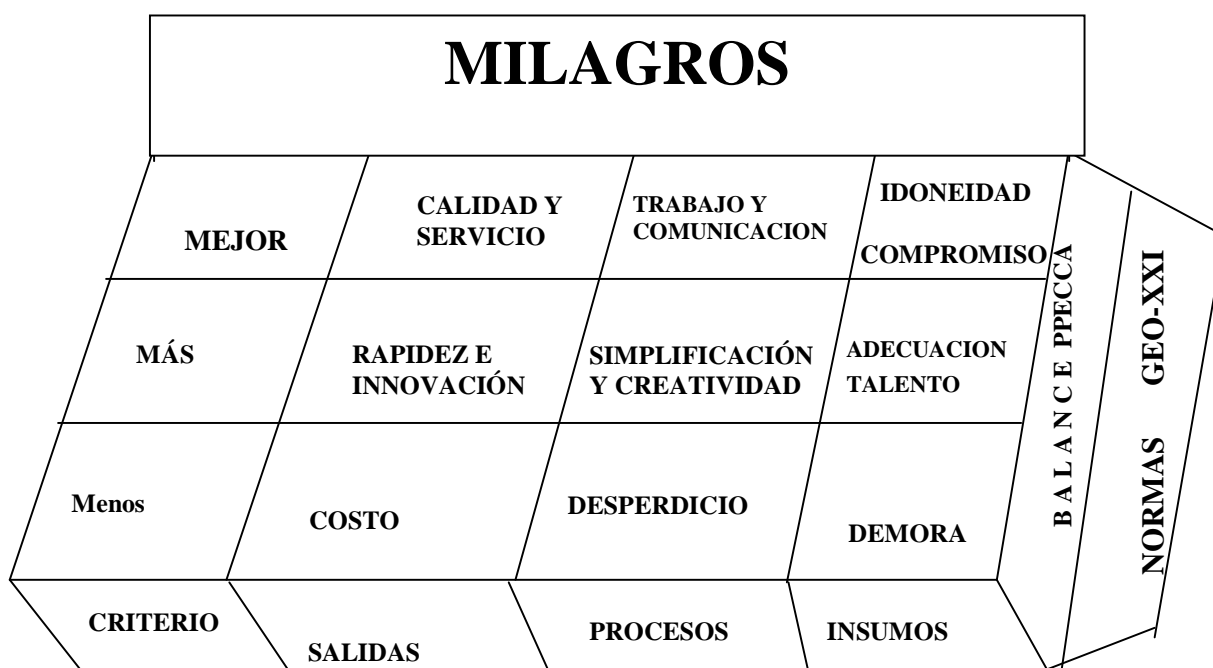 MILAGROS
MEJOR
CALIDAD Y
SERVICIO
TRABAJO Y
COMUNICACION
IDONEIDAD
COMPROMISO
MÁS
RAPIDEZ E
INNOVACIÓN
SIMPLIFICACIÓN
Y CREATIVIDAD
ADECUACION
TALENTO
Menos
COSTO
DESPERDICIO
DEMORA
CRITERIO
SALIDAS
PROCESOS
INSUMOS
B A L A N C E PPECCA
NORMAS GEO-XXI